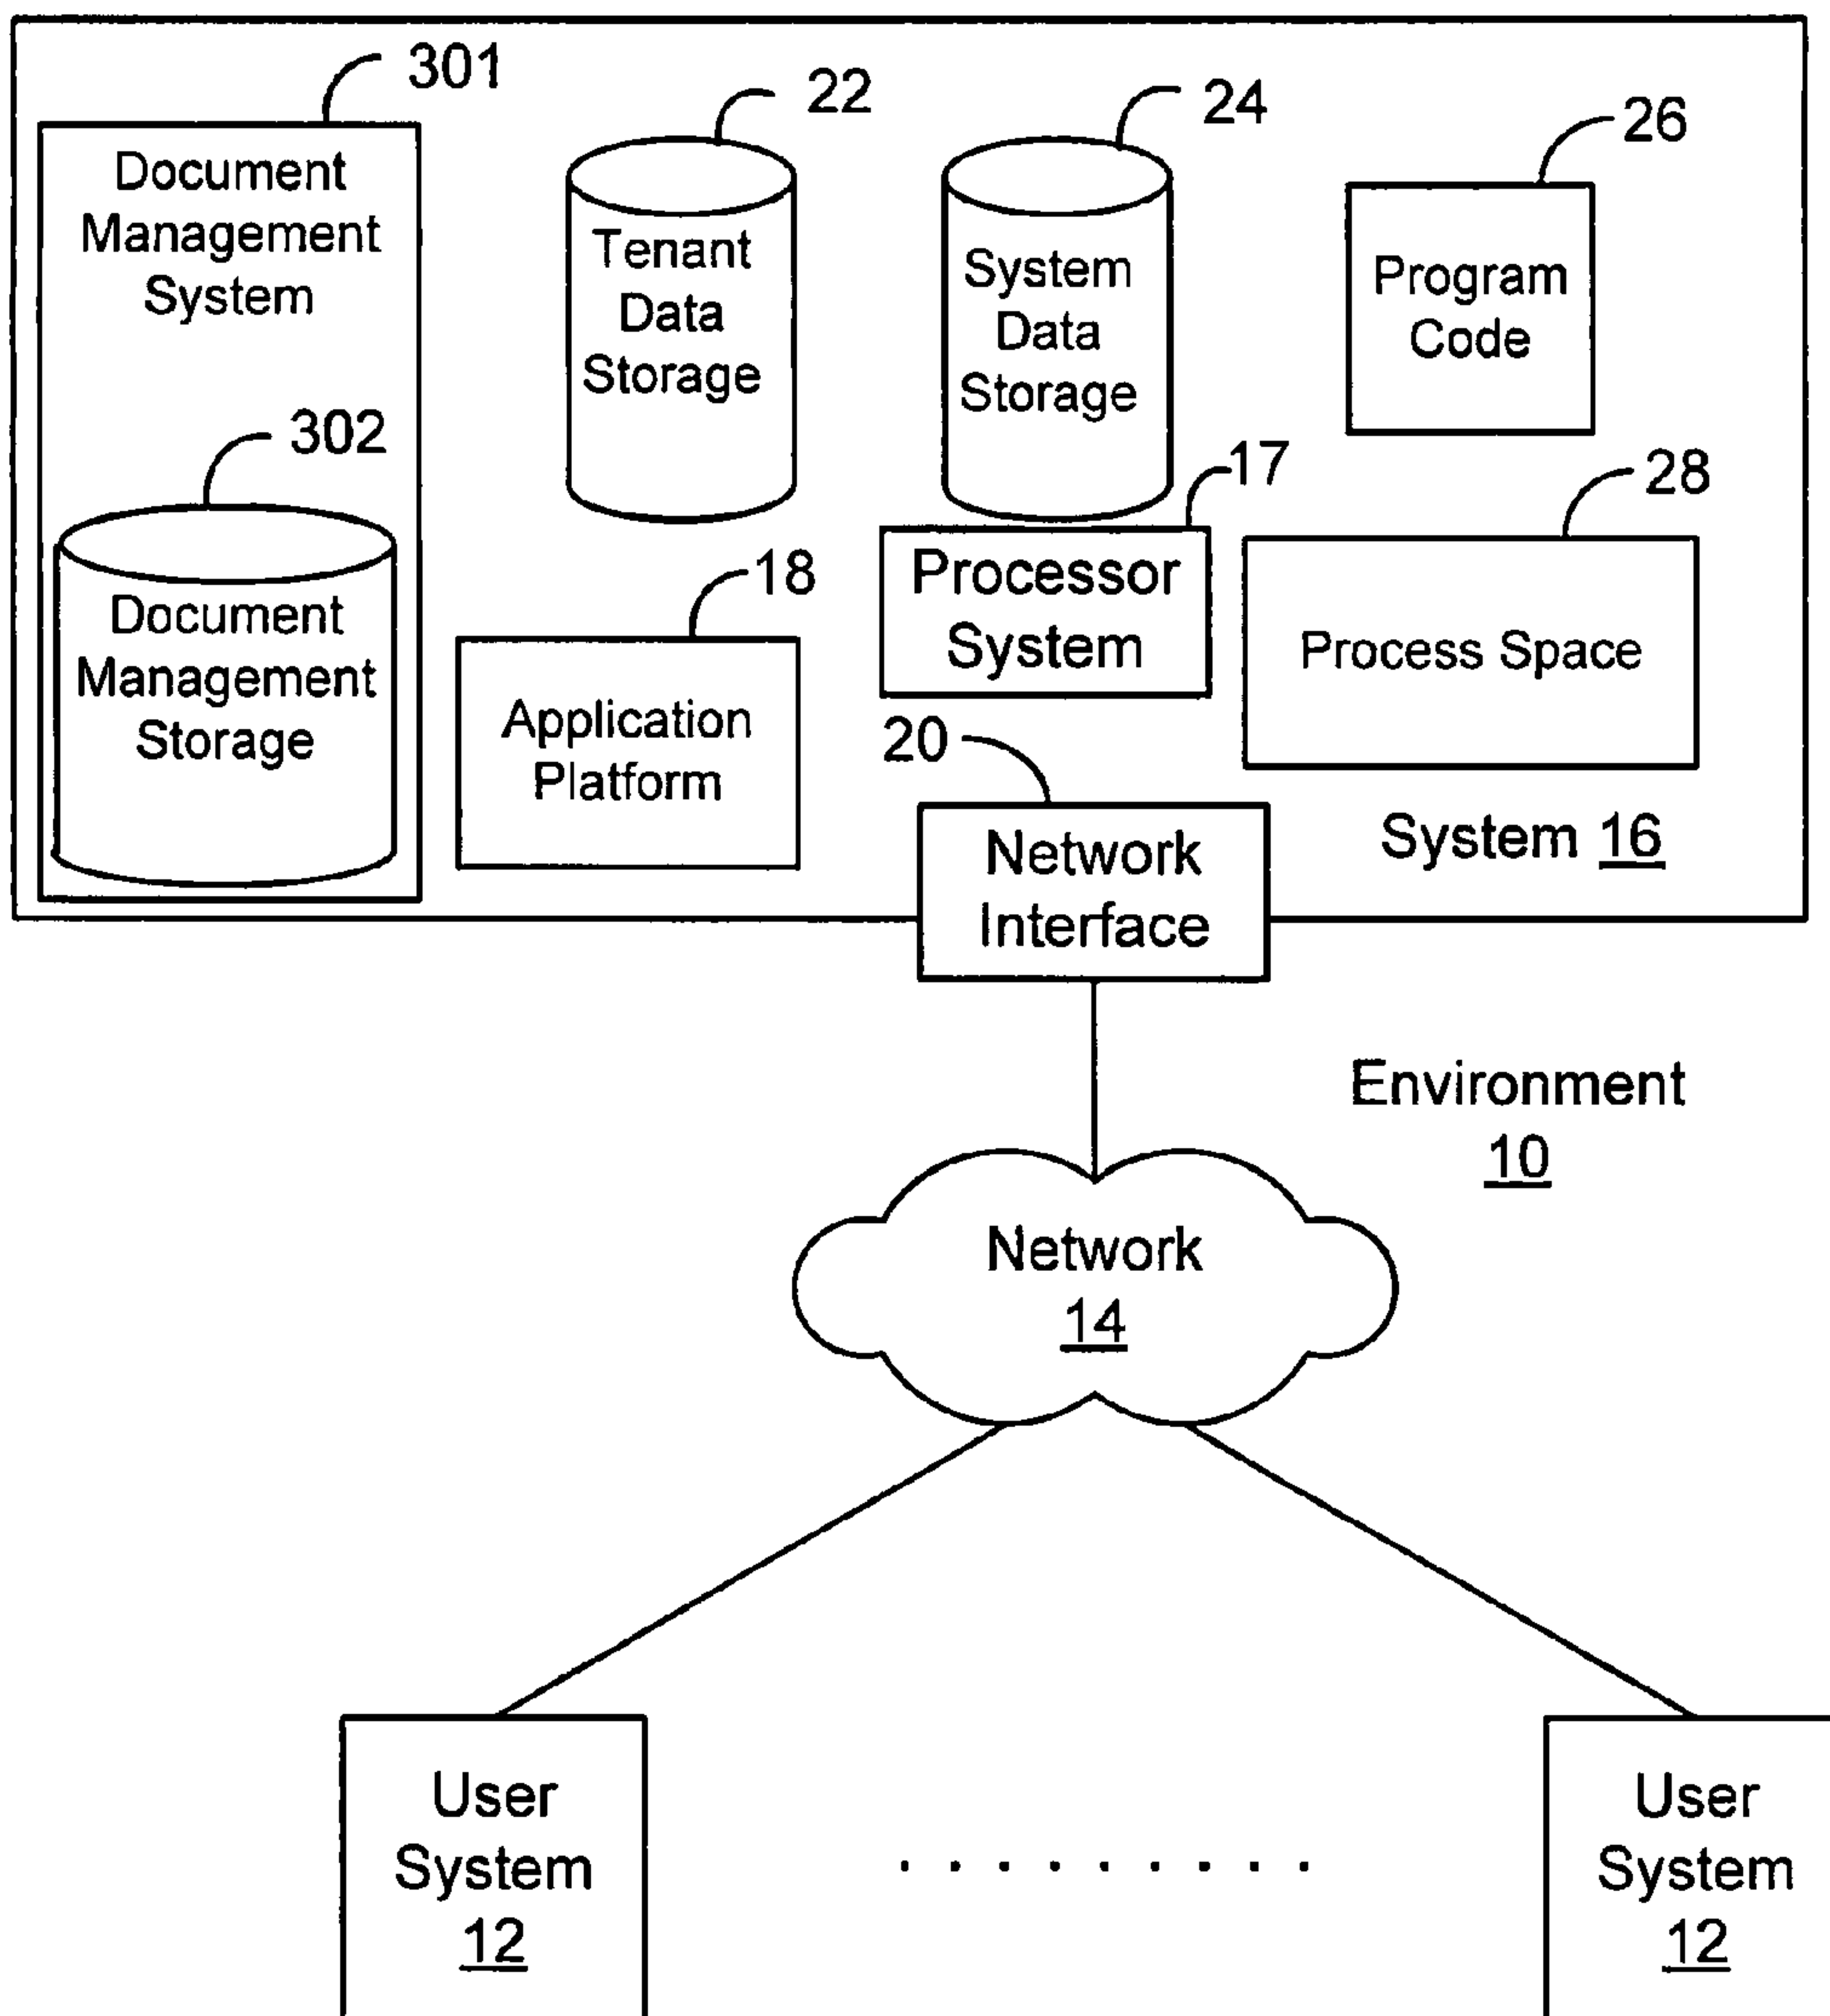 301
Document
Management
System
22
Tenant
Data
Storage
24
System
Data
Storage
26
Program
Code
302
Document
Management
Storage
18
Application
Platform
17
Processor
System
28
Process Space
20
Network
Interface
System 16
Environment
10
Network
14
User
System
12
. . . . . . . . .
User
System
12